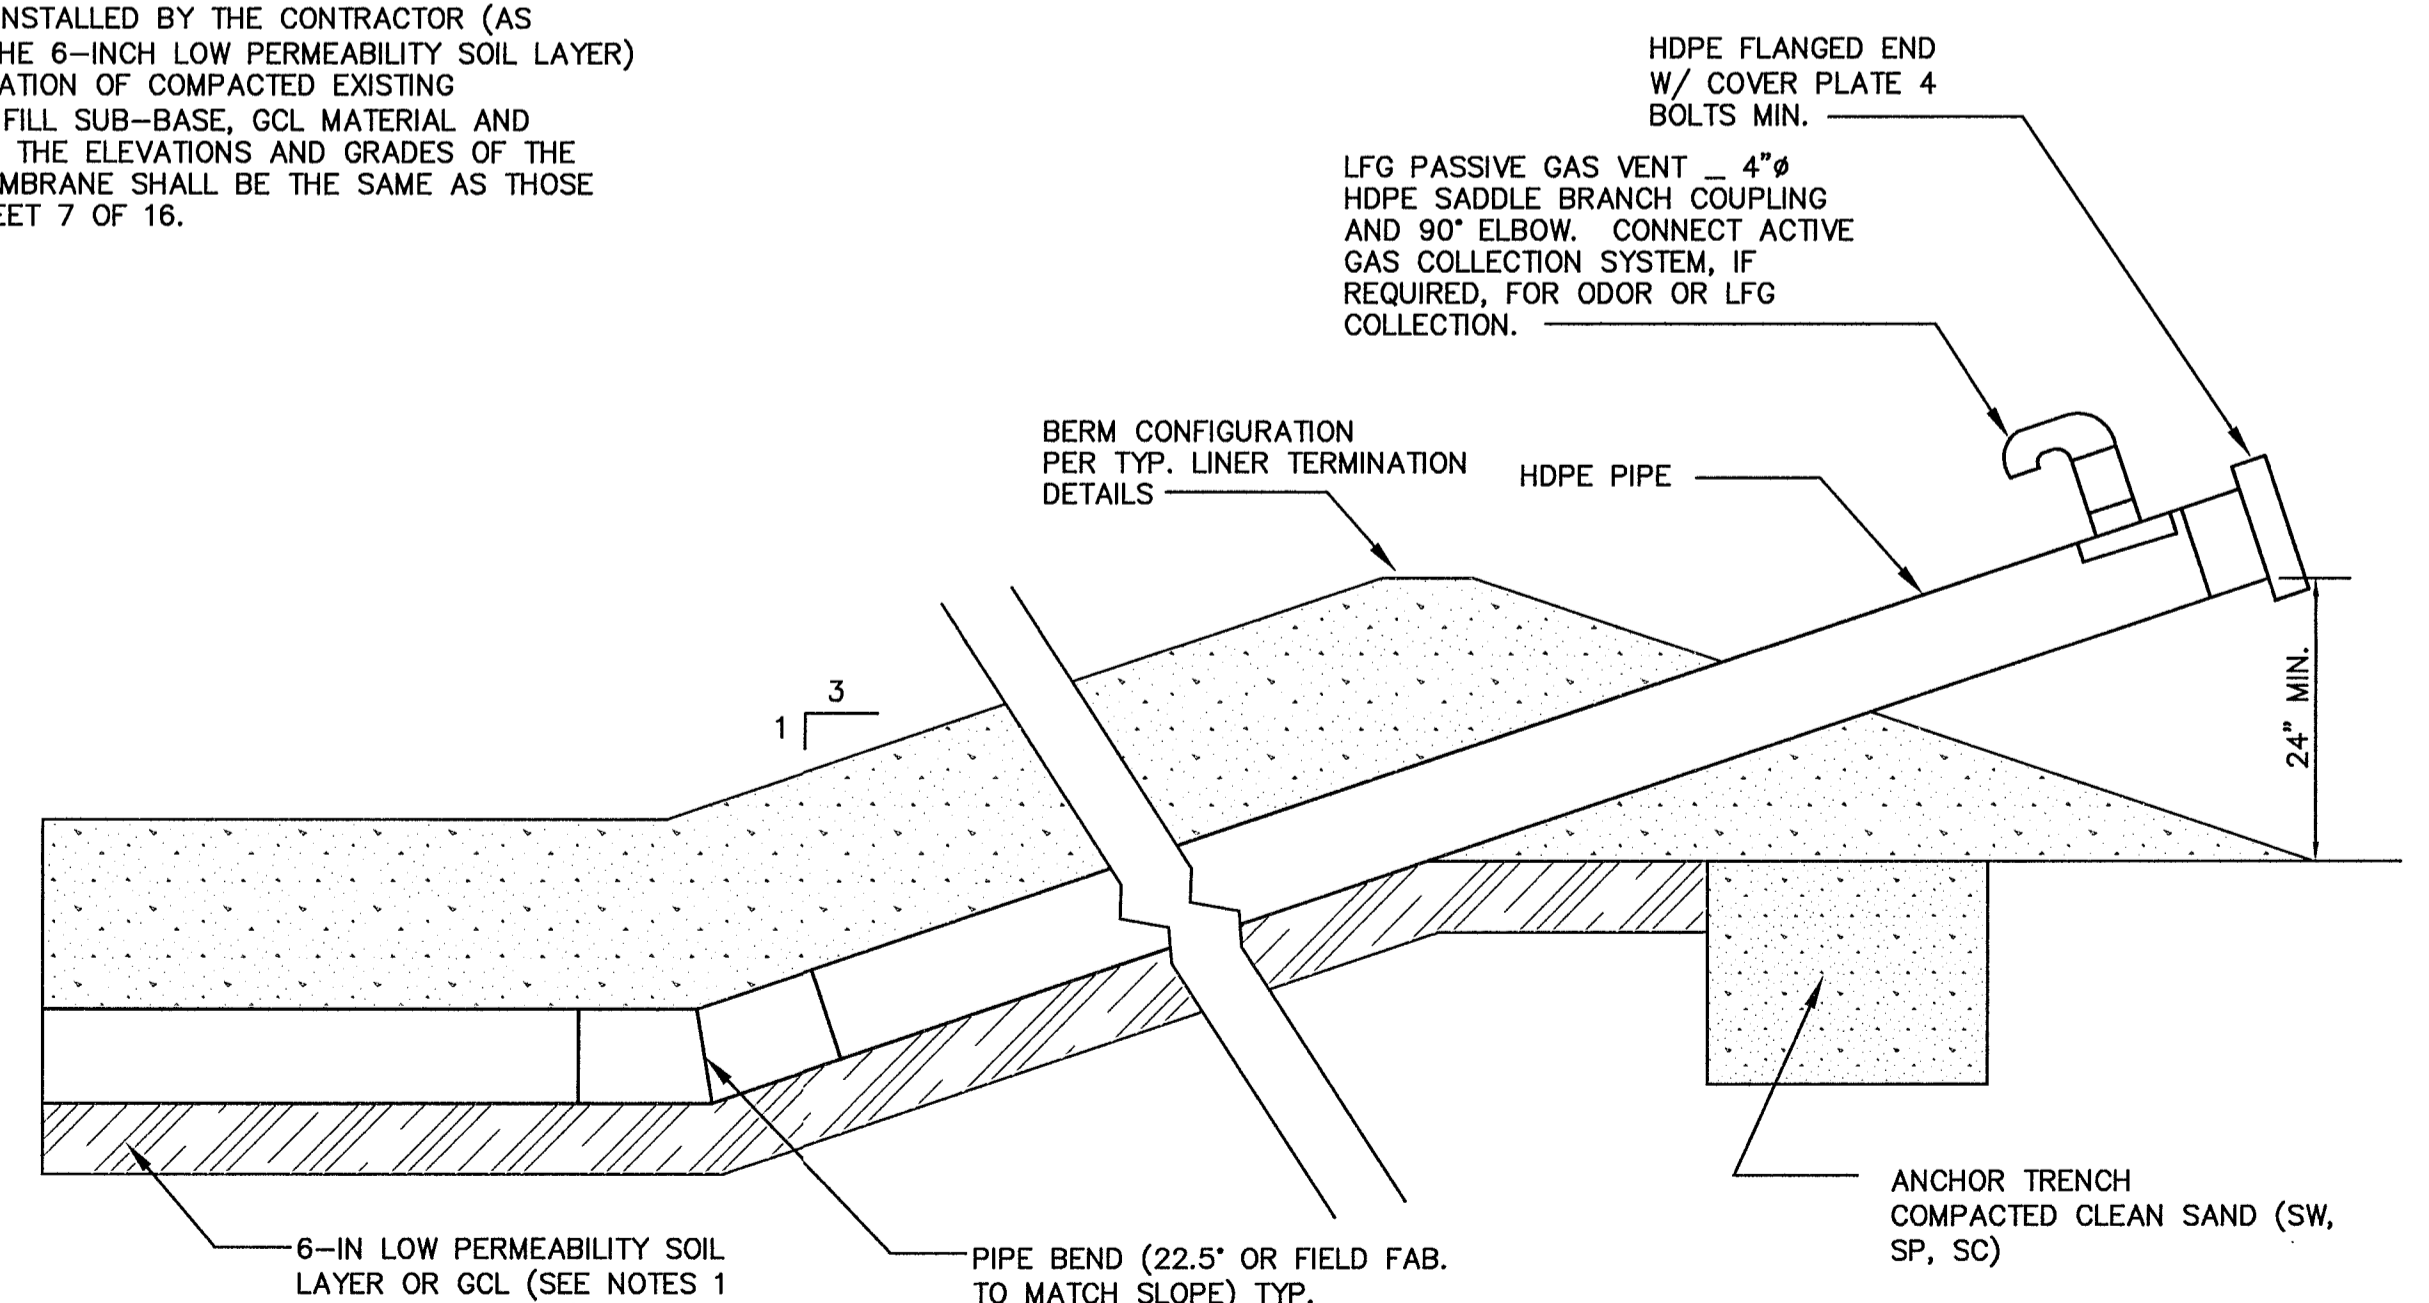 INSTALLED BY THE CONTRACTOR (AS
THE 6-INCH LOW PERMEABILITY SOIL LAYER)
ATION OF COMPACTED EXISTING
FILL SUB-BASE, GCL MATERIAL AND
THE ELEVATIONS AND GRADES OF THE
MBRANE SHALL BE THE SAME AS THOSE
EET 7 OF 16.
HDPE FLANGED END
W/ COVER PLATE 4
BOLTS MIN.
LFG PASSIVE GAS VENT _ 4"ø
HDPE SADDLE BRANCH COUPLING
AND 90° ELBOW. CONNECT ACTIVE
GAS COLLECTION SYSTEM, IF
REQUIRED, FOR ODOR OR LFG
COLLECTION.
BERM CONFIGURATION
PER TYP. LINER TERMINATION
DETAILS
HDPE PIPE
3
1
24" MIN.
6-IN LOW PERMEABILITY SOIL
LAYER OR GCL (SEE NOTES 1
PIPE BEND (22.5° OR FIELD FAB.
TO MATCH SLOPE) TYP.
ANCHOR TRENCH
COMPACTED CLEAN SAND (SW,
SP, SC)